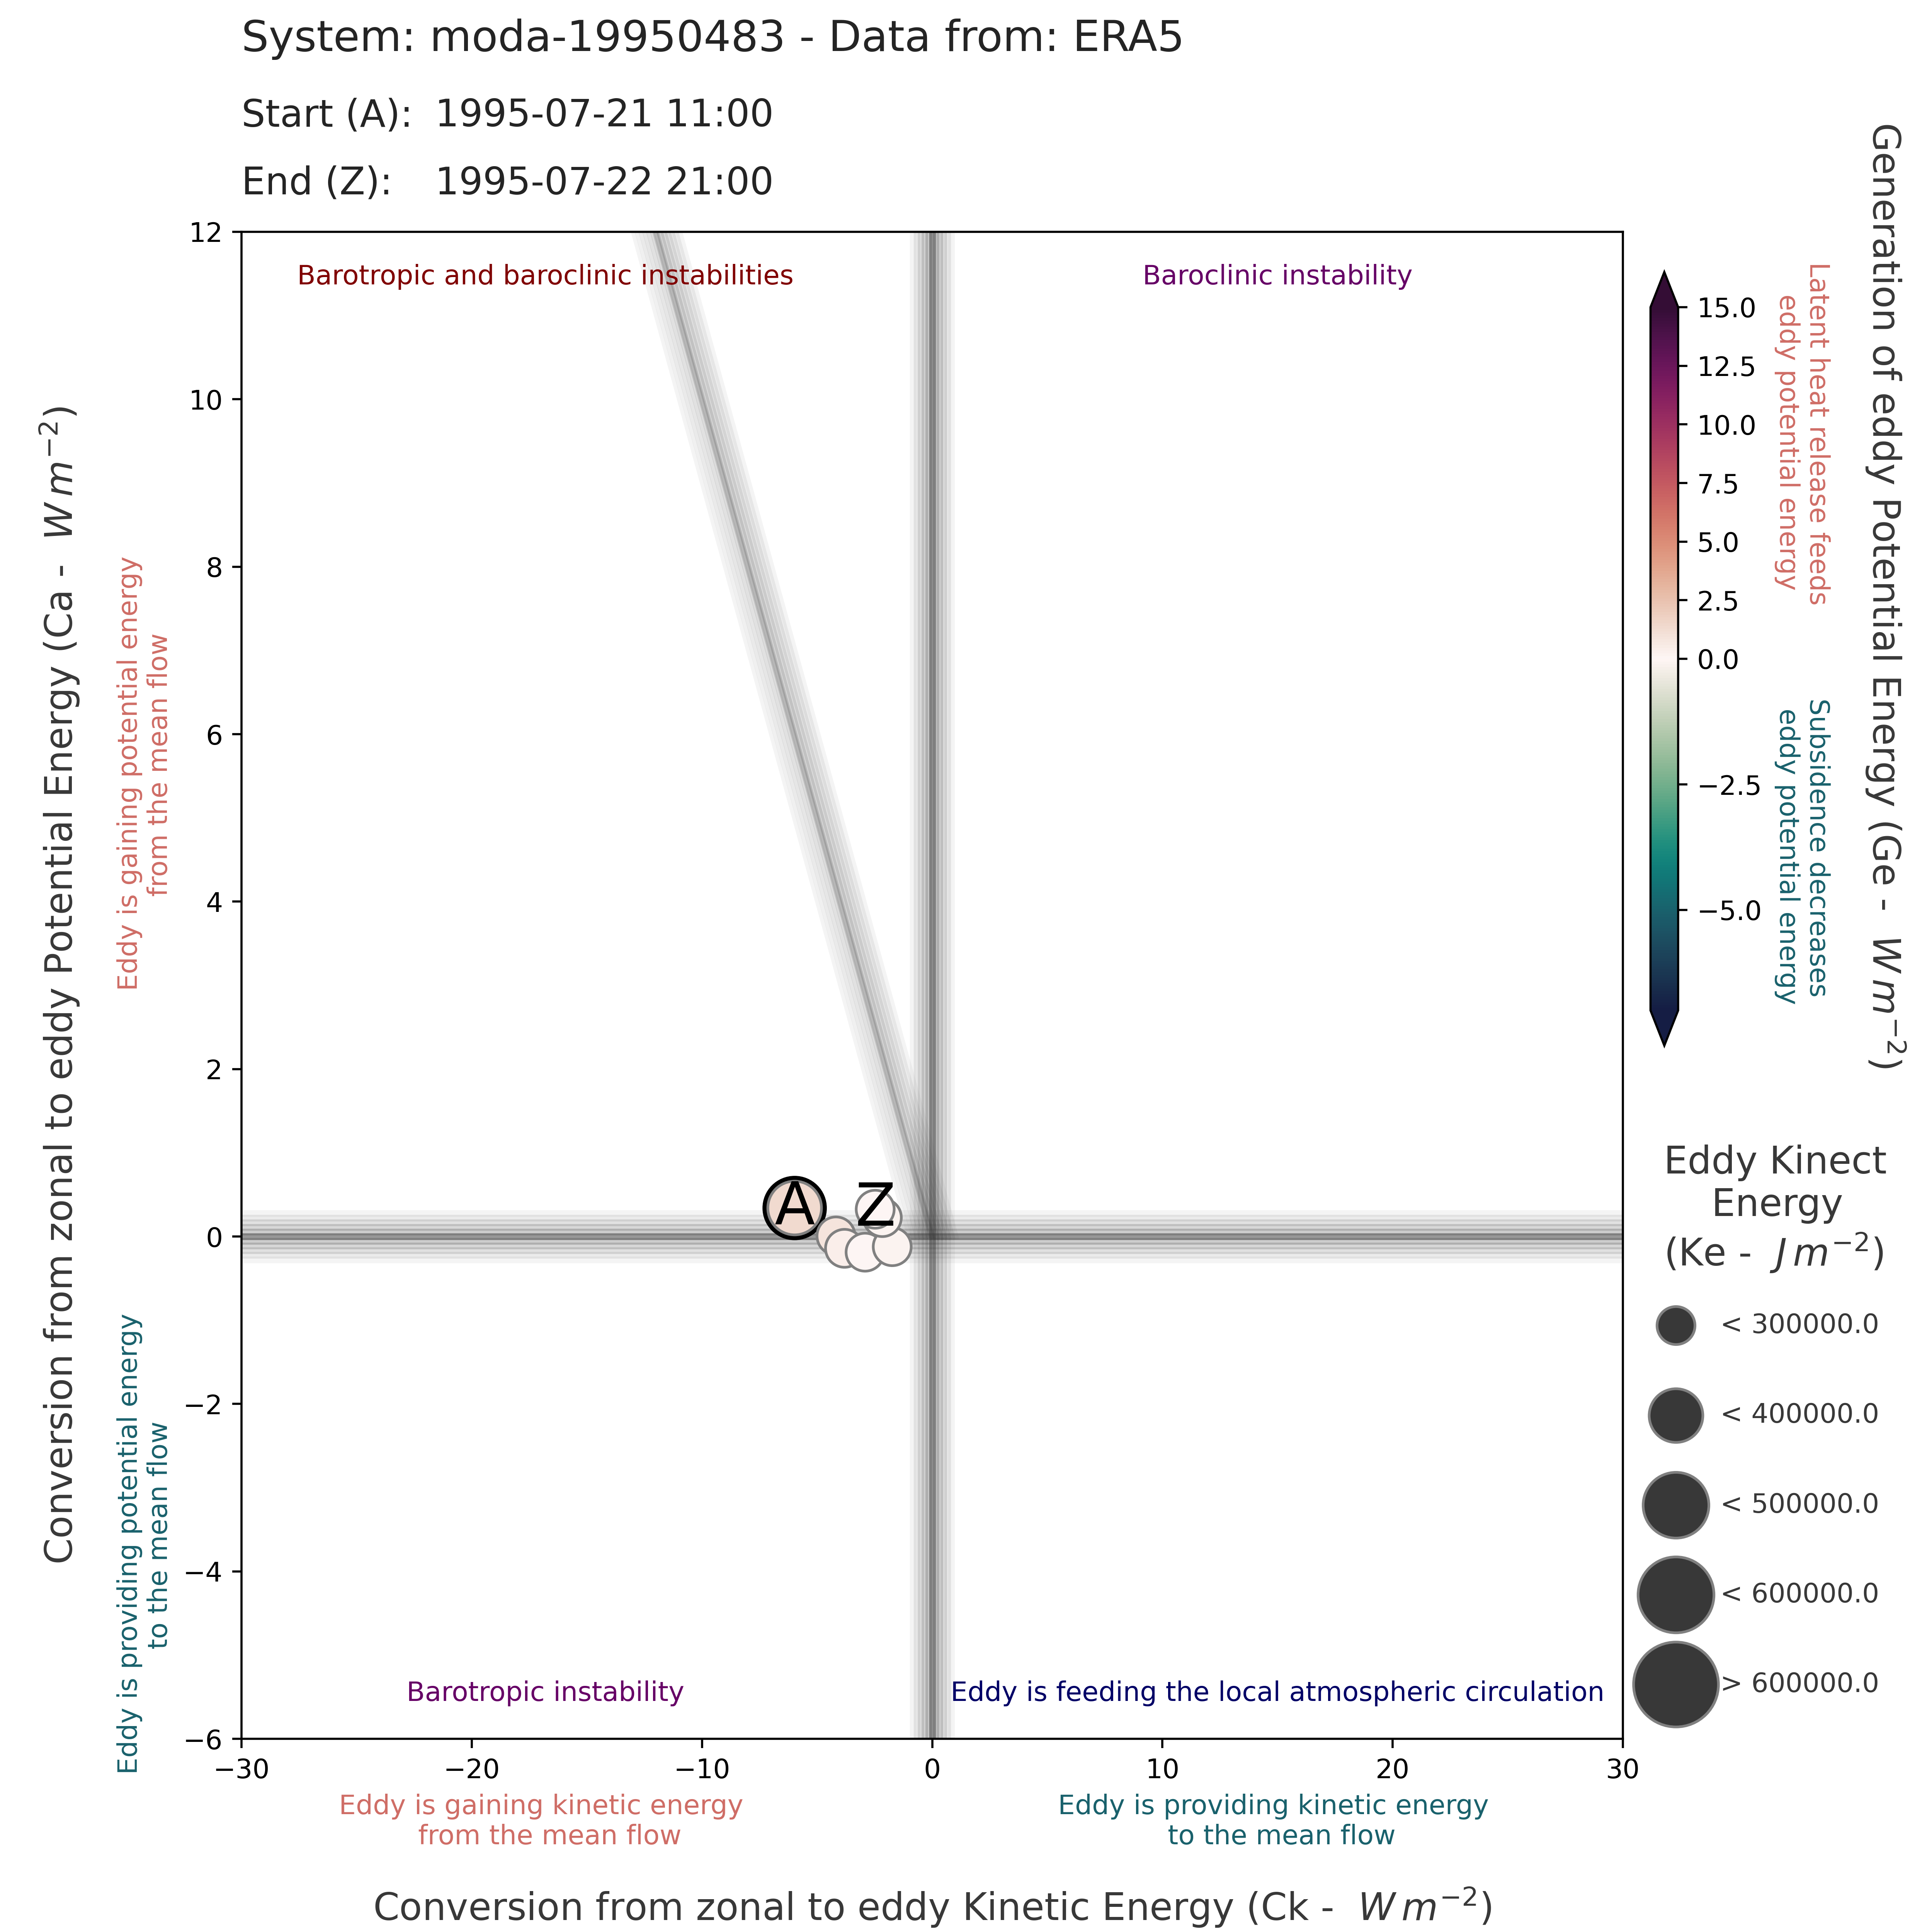 System: moda-19950483 - Data from: ERA5
Start (A): 1995-07-21 11:00
End (Z): 1995-07-22 21:00
Conversion from zonal to eddy Potential Energy (Ca - W m⁻²)
Eddy is gaining potential energy
from the mean flow
Eddy is providing potential energy
to the mean flow
12
10
8
6
4
2
0
−2
−4
−6
Barotropic and baroclinic instabilities
Baroclinic instability
A
Z
Barotropic instability
Eddy is feeding the local atmospheric circulation
−30
−20
−10
0
10
20
30
Eddy is gaining kinetic energy
from the mean flow
Eddy is providing kinetic energy
to the mean flow
Conversion from zonal to eddy Kinetic Energy (Ck - W m⁻²)
15.0
12.5
10.0
7.5
5.0
2.5
0.0
−2.5
−5.0
Latent heat release feeds
eddy potential energy
Subsidence decreases
eddy potential energy
Generation of eddy Potential Energy (Ge - W m⁻²)
Eddy Kinect
Energy
(Ke - J m⁻²)
< 300000.0
< 400000.0
< 500000.0
< 600000.0
> 600000.0